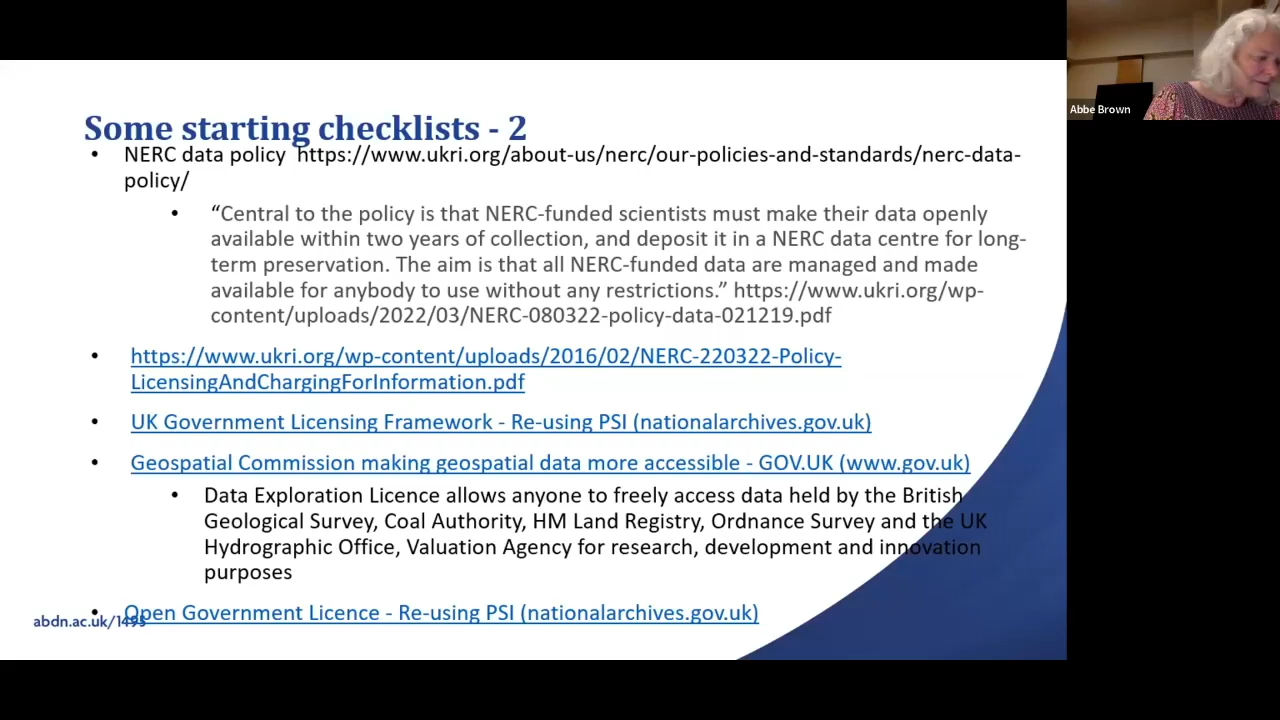 Some starting checklists - 2
• NERC data policy https://www.ukri.org/about-us/nerc/our-policies-and-standards/nerc-data-
policy/
• “Central to the policy is that NERC-funded scientists must make their data openly
available within two years of collection, and deposit it in a NERC data centre for long-
term preservation. The aim is that all NERC-funded data are managed and made
available for anybody to use without any restrictions.” https://www.ukri.org/wp-
content/uploads/2022/03/NERC-080322-policy-data-021219.pdf
• https://www.ukri.org/wp-content/uploads/2016/02/NERC-220322-Policy-
LicensingAndChargingForInformation.pdf
• UK Government Licensing Framework - Re-using PSI (nationalarchives.gov.uk)
• Geospatial Commission making geospatial data more accessible - GOV.UK (www.gov.uk)
• Data Exploration Licence allows anyone to freely access data held by the British
Geological Survey, Coal Authority, HM Land Registry, Ordnance Survey and the UK
Hydrographic Office, Valuation Agency for research, development and innovation
purposes
• Open Government Licence - Re-using PSI (nationalarchives.gov.uk)
abdn.ac.uk/1495
Abbe Brown